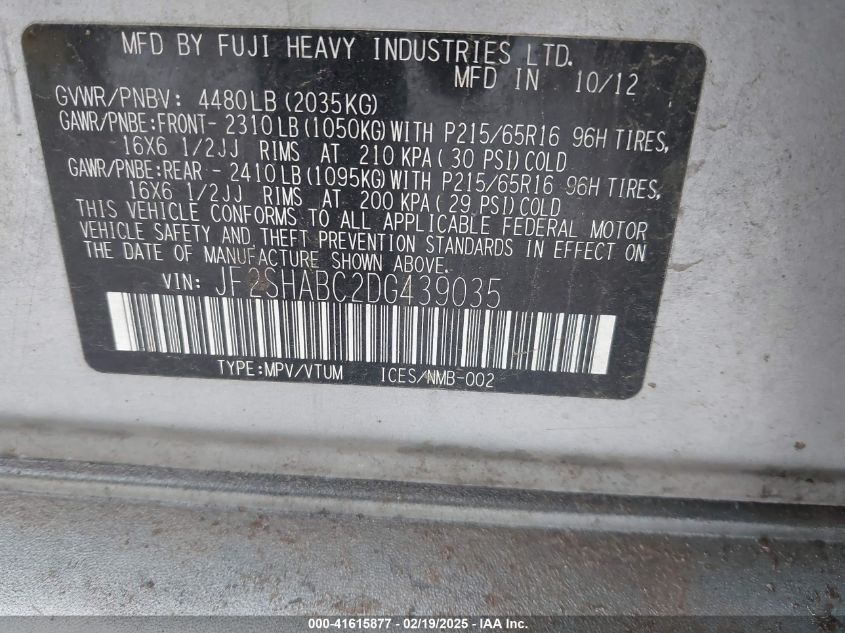 MFD BY FUJI HEAVY INDUSTRIES LTD.
MFD IN 10/12
GVWR/PNBV: 4480LB (2035KG)
GAWR/PNBE:FRONT- 2310LB (1050KG) WITH P215/65R16 96H TIRES,
16X6 1/2JJ RIMS AT 210 KPA( 30 PSI)COLD
GAWR/PNBE:REAR - 2410LB (1095KG) WITH P215/65R16 96H TIRES,
16X6 1/2JJ RIMS AT 200 KPA( 29 PSI)COLD
THIS VEHICLE CONFORMS TO ALL APPLICABLE FEDERAL MOTOR
VEHICLE SAFETY AND THEFT PREVENTION STANDARDS IN EFFECT ON
THE DATE OF MANUFACTURE SHOWN ABOVE.
VIN: JF2SHABC2DG439035
TYPE:MPV/VTUM ICES/NMB-002
000-41615877 - 02/19/2025 - IAA Inc.